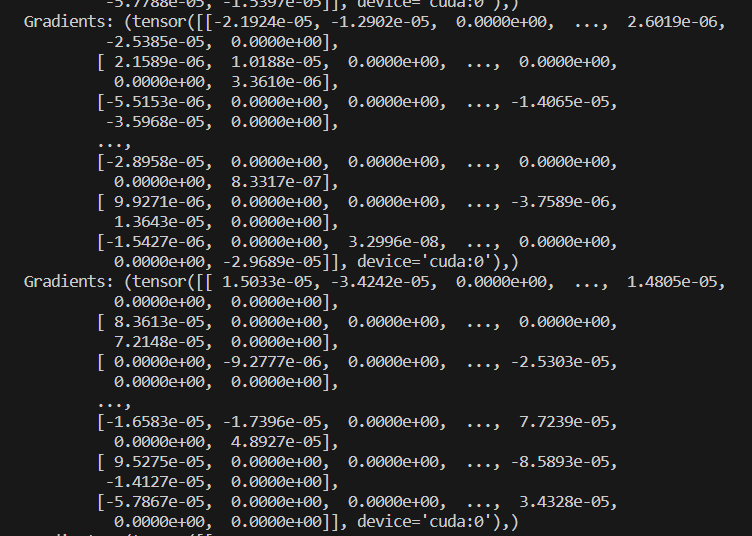 -5.7788e-05, -1.5397e-05]], device='cuda:0'),)
Gradients: (tensor([[-2.1924e-05, -1.2902e-05,  0.0000e+00,  ...,  2.6019e-06,
         -2.5385e-05,  0.0000e+00],
        [ 2.1589e-06,  1.0188e-05,  0.0000e+00,  ...,  0.0000e+00,
          0.0000e+00,  3.3610e-06],
        [-5.5153e-06,  0.0000e+00,  0.0000e+00,  ..., -1.4065e-05,
         -3.5968e-05,  0.0000e+00],
        ...,
        [-2.8958e-05,  0.0000e+00,  0.0000e+00,  ...,  0.0000e+00,
          0.0000e+00,  8.3317e-07],
        [ 9.9271e-06,  0.0000e+00,  0.0000e+00,  ..., -3.7589e-06,
          1.3643e-05,  0.0000e+00],
        [-1.5427e-06,  0.0000e+00,  3.2996e-08,  ...,  0.0000e+00,
          0.0000e+00, -2.9689e-05]], device='cuda:0'),)
Gradients: (tensor([[ 1.5033e-05, -3.4242e-05,  0.0000e+00,  ...,  1.4805e-05,
          0.0000e+00,  0.0000e+00],
        [ 8.3613e-05,  0.0000e+00,  0.0000e+00,  ...,  0.0000e+00,
          7.2148e-05,  0.0000e+00],
        [ 0.0000e+00, -9.2777e-06,  0.0000e+00,  ..., -2.5303e-05,
          0.0000e+00,  0.0000e+00],
        ...,
        [-1.6583e-05, -1.7396e-05,  0.0000e+00,  ...,  7.7239e-05,
          0.0000e+00,  4.8927e-05],
        [ 9.5275e-05,  0.0000e+00,  0.0000e+00,  ..., -8.5893e-05,
         -1.4127e-05,  0.0000e+00],
        [-5.7867e-05,  0.0000e+00,  0.0000e+00,  ...,  3.4328e-05,
          0.0000e+00,  0.0000e+00]], device='cuda:0'),)